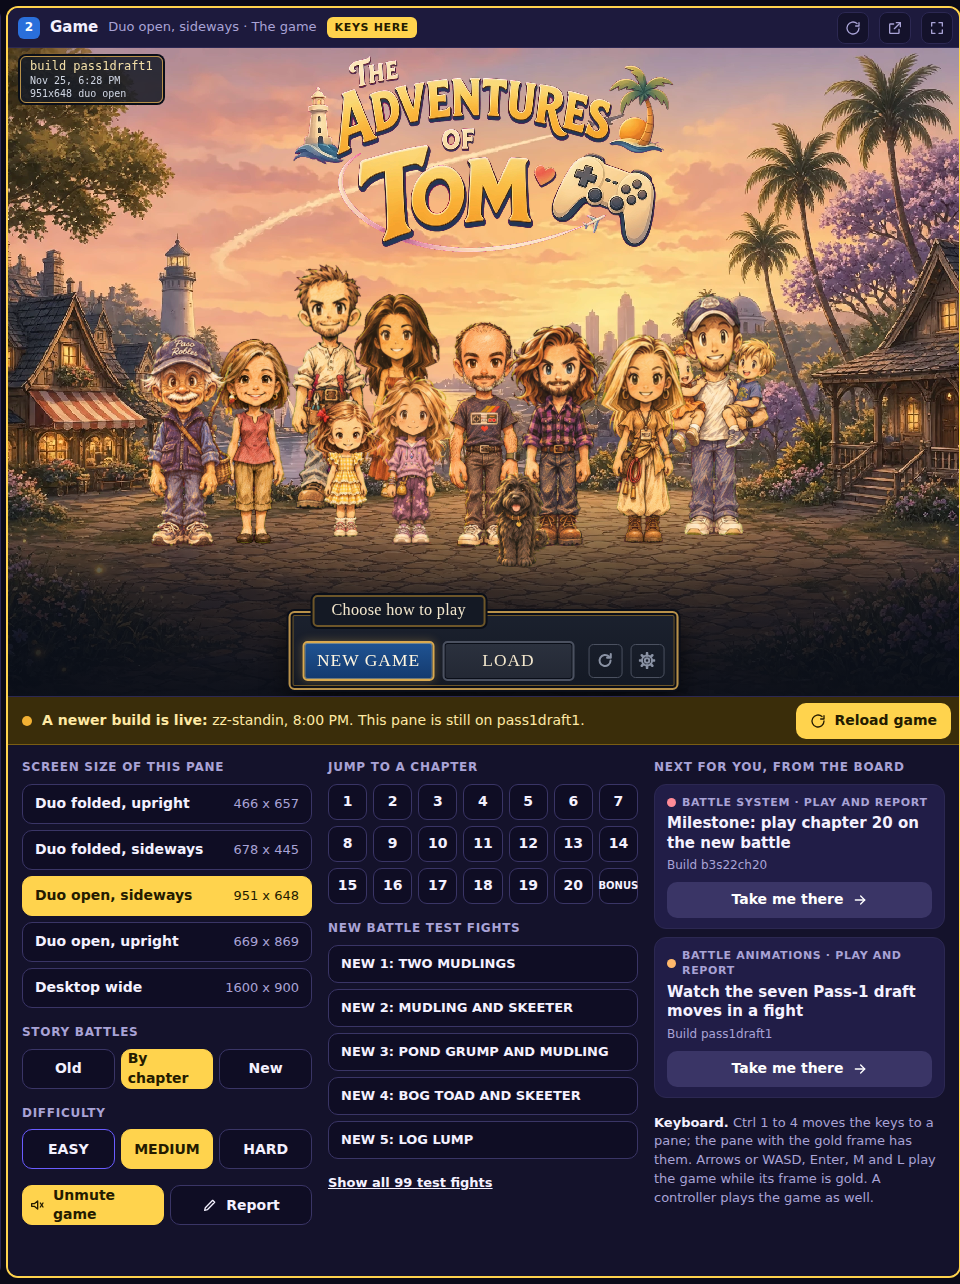 2 Game Duo open, sideways · The game KEYS HERE
build pass1draft1
Nov 25, 6:28 PM
951x648 duo open
THE
ADVENTURES
OF
TOM
Paso
Robles
Choose how to play
NEW GAME LOAD
A newer build is live: zz-standin, 8:00 PM. This pane is still on pass1draft1. Reload game
SCREEN SIZE OF THIS PANE
Duo folded, upright 466 x 657
Duo folded, sideways 678 x 445
Duo open, sideways 951 x 648
Duo open, upright 669 x 869
Desktop wide 1600 x 900
STORY BATTLES
Old By chapter New
DIFFICULTY
EASY MEDIUM HARD
Unmute game Report
JUMP TO A CHAPTER
1 2 3 4 5 6 7
8 9 10 11 12 13 14
15 16 17 18 19 20 BONUS
NEW BATTLE TEST FIGHTS
NEW 1: TWO MUDLINGS
NEW 2: MUDLING AND SKEETER
NEW 3: POND GRUMP AND MUDLING
NEW 4: BOG TOAD AND SKEETER
NEW 5: LOG LUMP
Show all 99 test fights
NEXT FOR YOU, FROM THE BOARD
BATTLE SYSTEM · PLAY AND REPORT
Milestone: play chapter 20 on
the new battle
Build b3s22ch20
Take me there →
BATTLE ANIMATIONS · PLAY AND
REPORT
Watch the seven Pass-1 draft
moves in a fight
Build pass1draft1
Take me there →
Keyboard. Ctrl 1 to 4 moves the keys to a
pane; the pane with the gold frame has
them. Arrows or WASD, Enter, M and L play
the game while its frame is gold. A
controller plays the game as well.